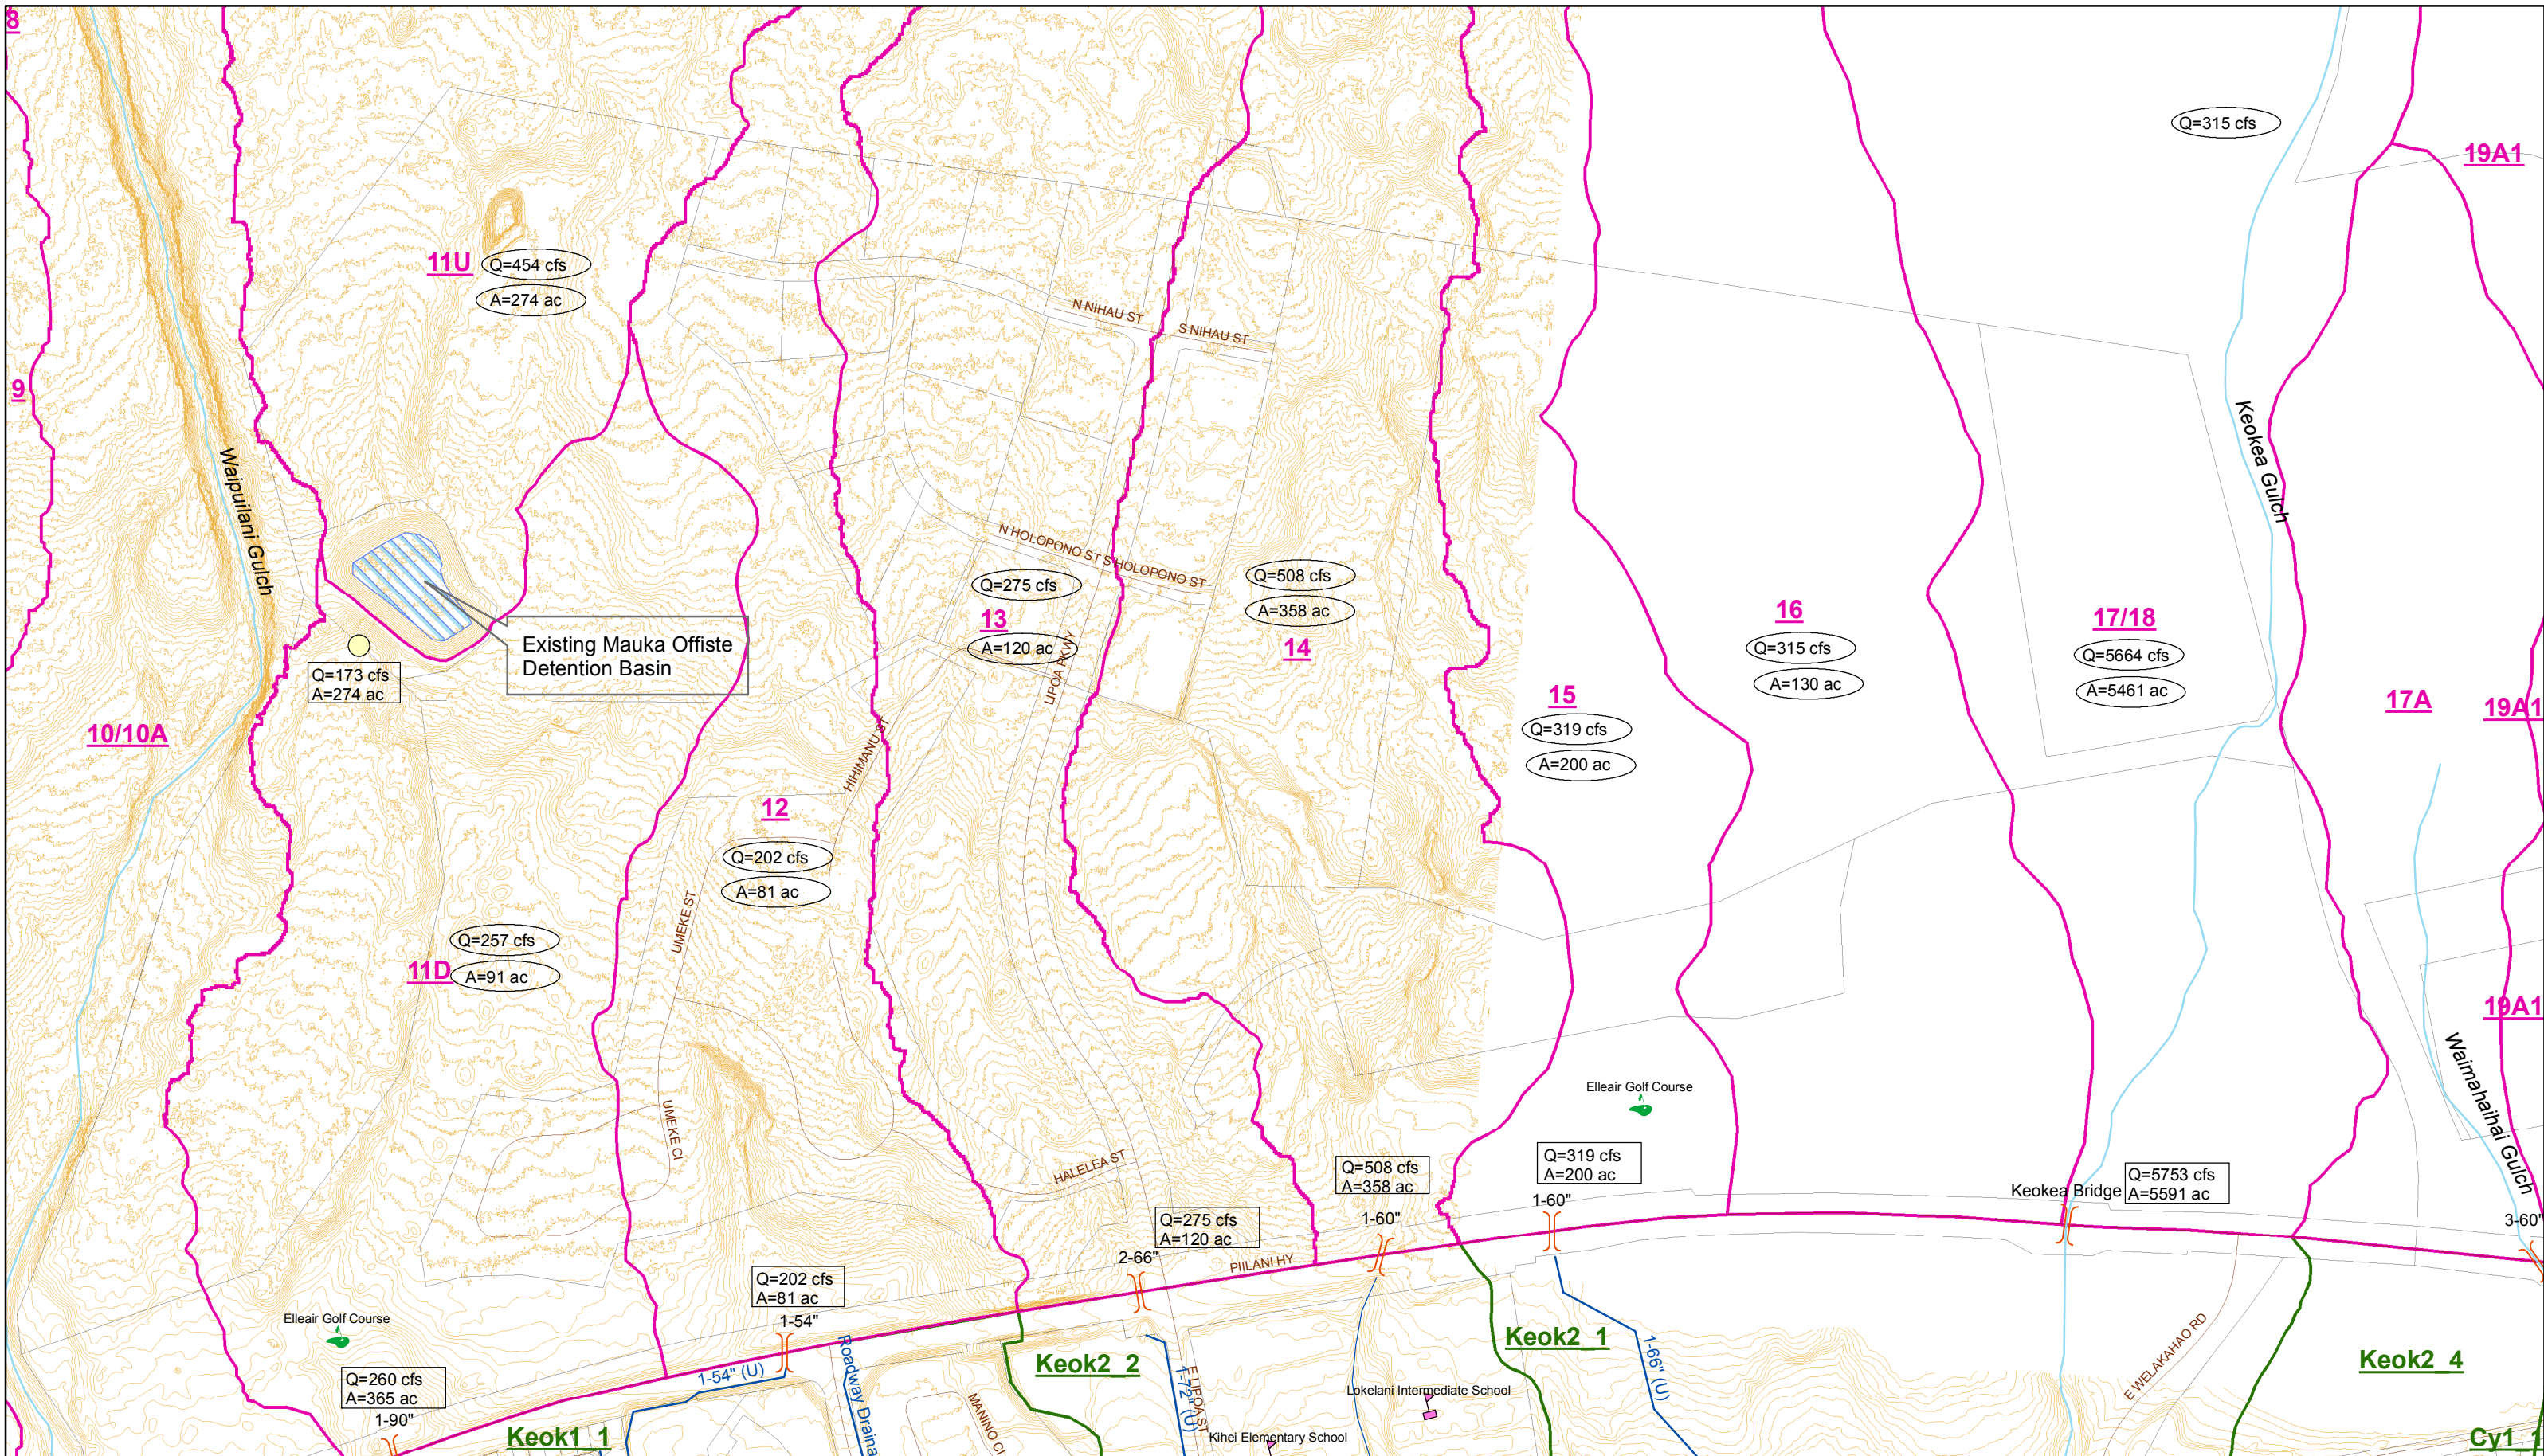 8
Q=315 cfs
19A1
11U
Q=454 cfs
A=274 ac
N NIHAU ST
S NIHAU ST
9
Waipuilani Gulch
Keokea Gulch
N HOLOPONO ST
S HOLOPONO ST
Q=275 cfs
13
A=120 ac
LIPOA PKWY
Q=508 cfs
A=358 ac
14
16
Q=315 cfs
A=130 ac
17/18
Q=5664 cfs
A=5461 ac
Existing Mauka Offiste
Detention Basin
Q=173 cfs
A=274 ac
10/10A
15
Q=319 cfs
A=200 ac
17A
19A1
HIHIMANU ST
12
Q=202 cfs
A=81 ac
UMEKE ST
Q=257 cfs
11D
A=91 ac
19A1
Waimahaihai Gulch
Elleair Golf Course
UMEKE Cl
HALELEA ST
Q=508 cfs
A=358 ac
1-60"
Q=319 cfs
A=200 ac
1-60"
Keokea Bridge
Q=5753 cfs
A=5591 ac
3-60"
Q=275 cfs
A=120 ac
2-66"
PIILANI HY
Q=202 cfs
A=81 ac
1-54"
Elleair Golf Course
Q=260 cfs
A=365 ac
1-90"
1-54" (U)
Roadway Draina
Keok2_2
Keok2_1
1-66" (U)
E WELAKAHAO RD
Keok2_4
1-72" (U)
E LIPOA ST
MANINO CI
Lokelani Intermediate School
Kihei Elementary School
Keok1_1
Cy1_1